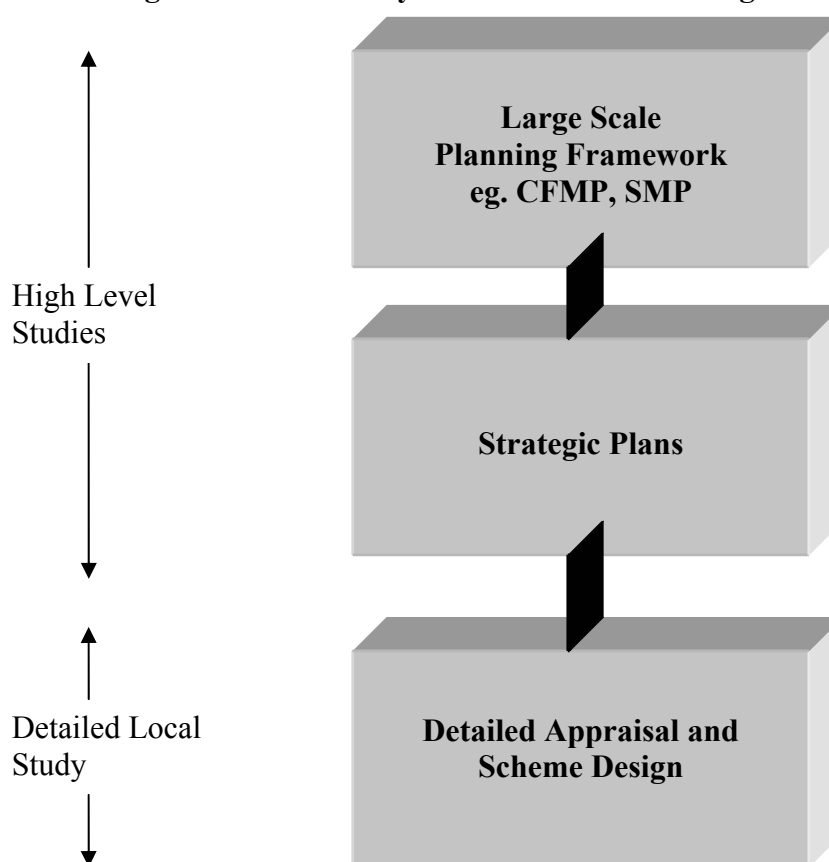 Large Scale
Planning Framework
eg. CFMP, SMP
High Level
Studies
Strategic Plans
Detailed Local
Study
Detailed Appraisal and
Scheme Design